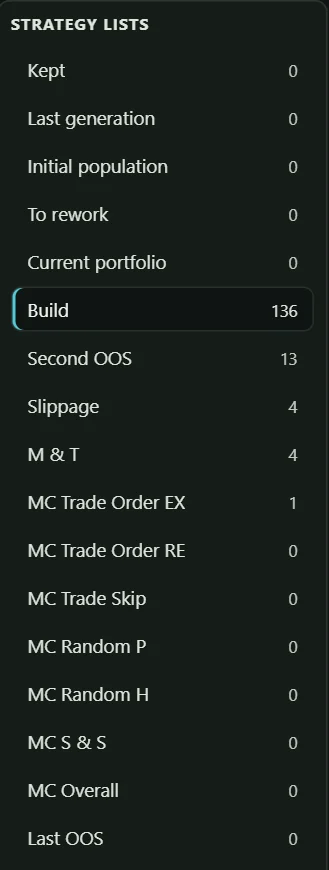 STRATEGY LISTS
Kept 0
Last generation 0
Initial population 0
To rework 0
Current portfolio 0
Build 136
Second OOS 13
Slippage 4
M & T 4
MC Trade Order EX 1
MC Trade Order RE 0
MC Trade Skip 0
MC Random P 0
MC Random H 0
MC S & S 0
MC Overall 0
Last OOS 0